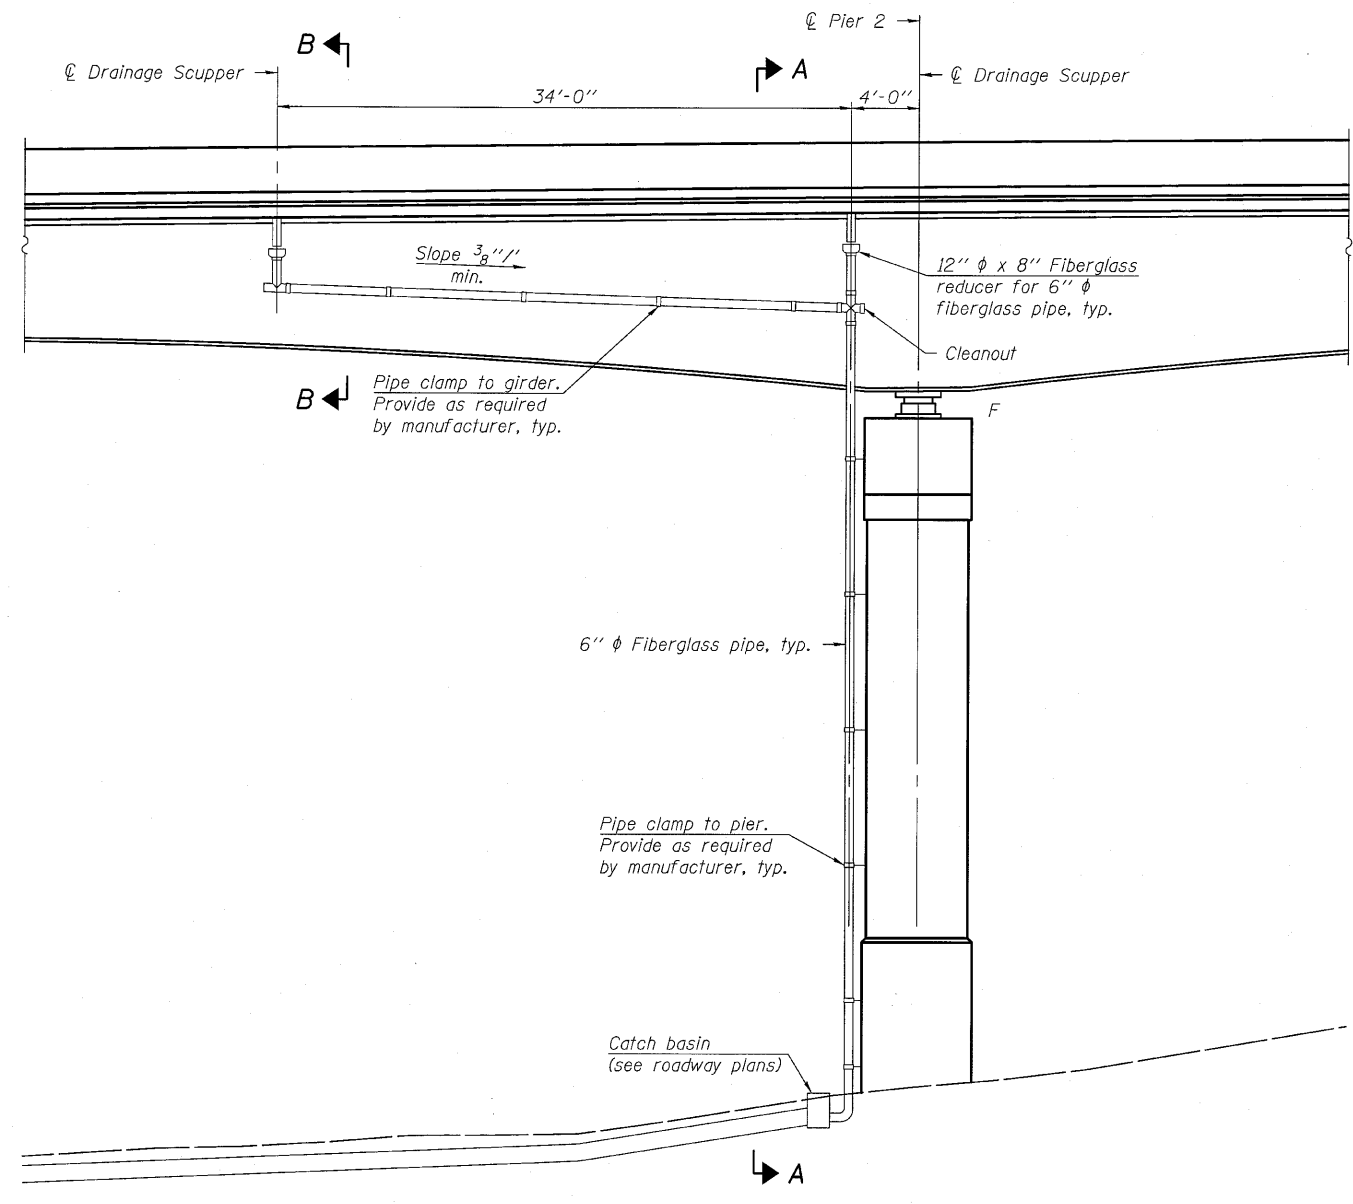 ℄ Pier 2
B
A
℄ Drainage Scupper
℄ Drainage Scupper
34'-0"
4'-0"
Slope 3/8"/'
min.
12" ϕ x 8" Fiberglass
reducer for 6" ϕ
fiberglass pipe, typ.
Cleanout
B
Pipe clamp to girder.
Provide as required
by manufacturer, typ.
F
6" ϕ Fiberglass pipe, typ.
Pipe clamp to pier.
Provide as required
by manufacturer, typ.
Catch basin
(see roadway plans)
A